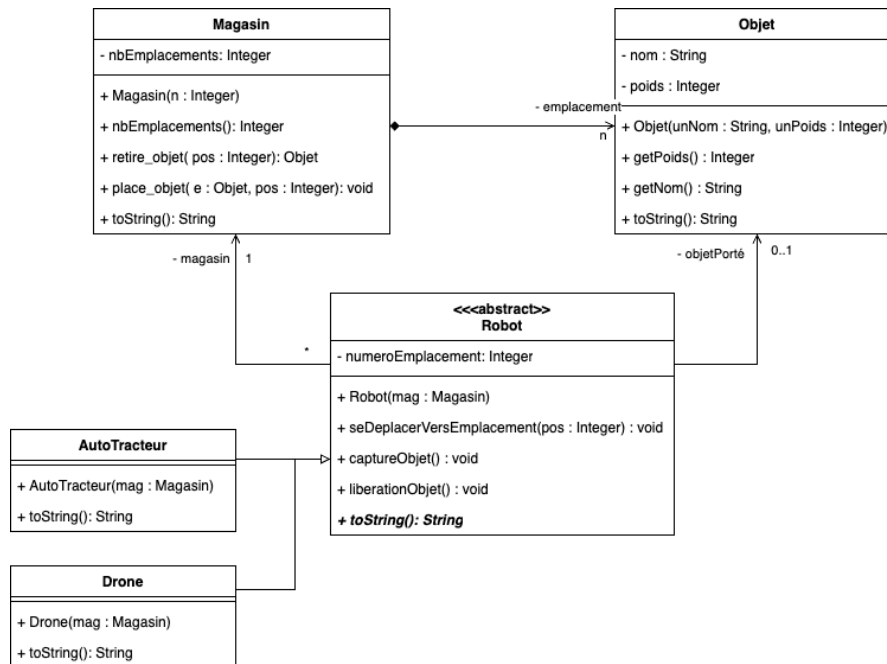 Magasin
- nbEmplacements: Integer
+ Magasin(n : Integer)
+ nbEmplacements(): Integer
+ retire_objet( pos : Integer): Objet
+ place_objet( e : Objet, pos : Integer): void
+ toString(): String
Objet
- nom : String
- poids : Integer
+ Objet(unNom : String, unPoids : Integer)
+ getPoids() : Integer
+ getNom() : String
+ toString(): String
- emplacement
n
- magasin
1
*
- objetPorté
0..1
<<<abstract>>
Robot
- numeroEmplacement: Integer
+ Robot(mag : Magasin)
+ seDeplacerVersEmplacement(pos : Integer) : void
+ captureObjet() : void
+ liberationObjet() : void
+ toString(): String
AutoTracteur
+ AutoTracteur(mag : Magasin)
+ toString(): String
Drone
+ Drone(mag : Magasin)
+ toString(): String